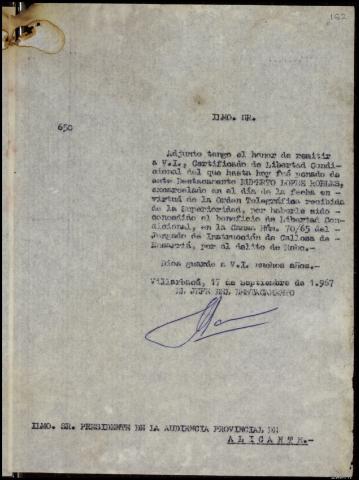 162
ILMO. SR.
650
Adjunto tengo el honor de remitir
a V.I., Certificado de Libertad Condi-
cional del que hasta hoy fué penado de
este Destacamento RUPERTO LOPEZ ROBLES,
excarcelado en el día de la fecha en -
virtud de la Orden Telegráfica recibida
de la Superioridad, por haberle sido -
concedido el beneficio de Libertad Con-
dicional, en la Causa Núm. 70/65 del -
Juzgado de Instrucción de Callosa de -
Ensarriá, por el delito de Robo.-
Dios guarde a V.I. muchos años.-
Villarbacú, 17 de Septiembre de 1.967
EL JEFE DEL DESTACAMENTO
ILMO. SR. PRESIDENTE DE LA AUDIENCIA PROVINCIAL DE
ALICANTE.-